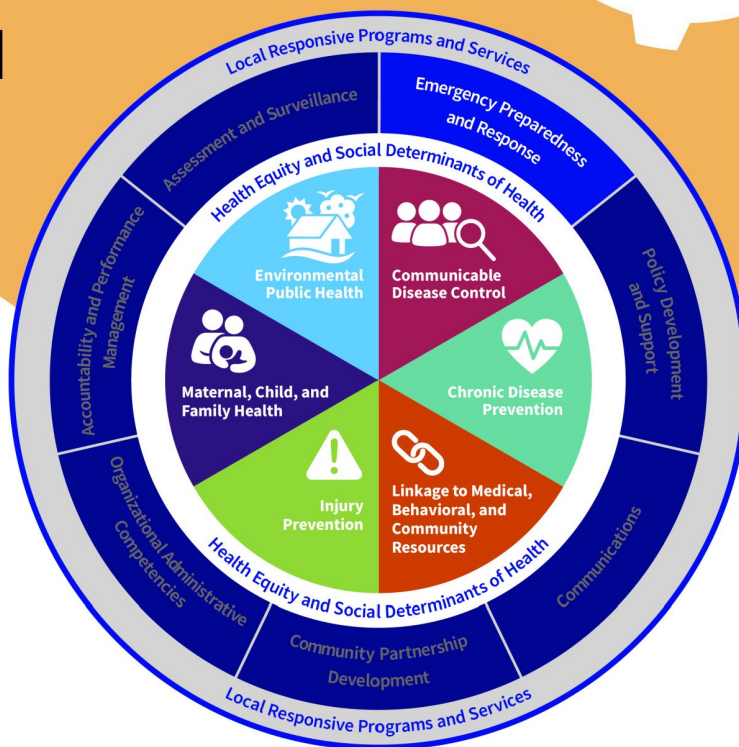 Local Responsive Programs and Services
Assessment and Surveillance
Emergency Preparedness
and Response
Health Equity and Social Determinants of Health
Accountability and Performance
Management
Policy Development
and Support
Environmental
Public Health
Communicable
Disease Control
Maternal, Child, and
Family Health
Chronic Disease
Prevention
Injury
Prevention
Linkage to Medical,
Behavioral, and
Community
Resources
Organizational Administrative
Competencies
Communications
Health Equity and Social Determinants of Health
Community Partnership
Development
Local Responsive Programs and Services